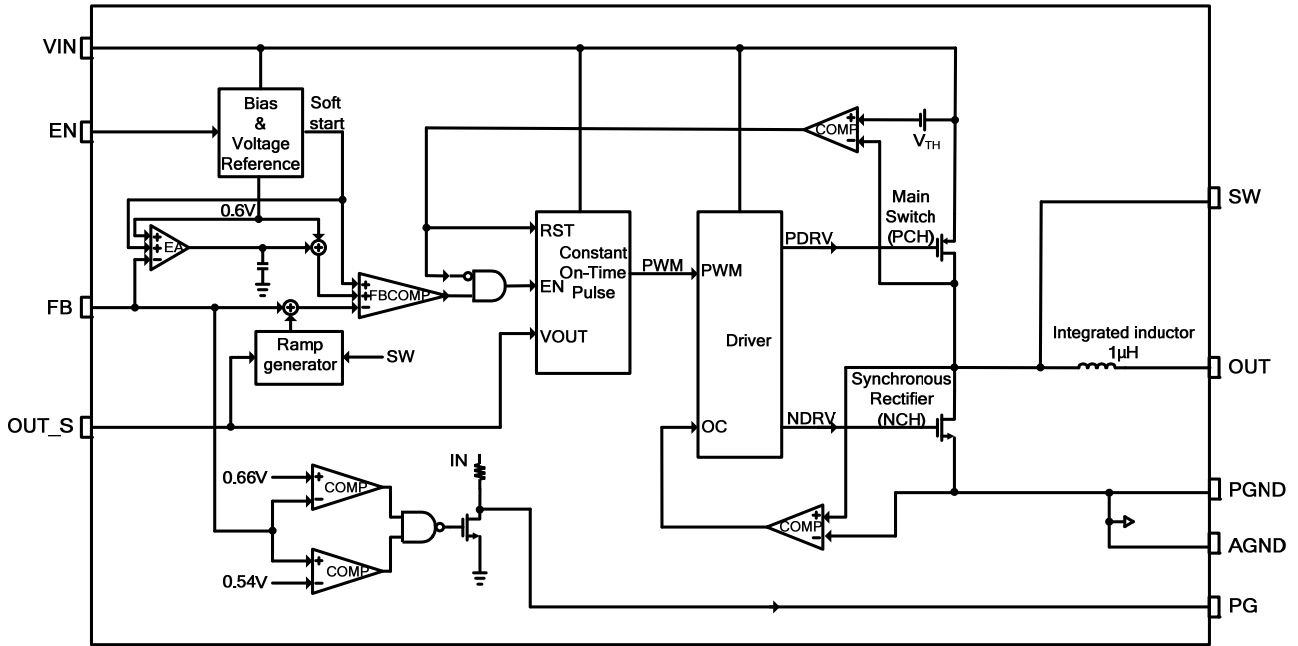 VIN
EN
Bias
&
Voltage
Reference
Soft
start
COMP
+
−
VTH
SW
0.6V
+
+
−
EA
+
Main
Switch
(PCH)
RST
Constant
On-Time
Pulse
EN
VOUT
PWM
PWM
PDRV
Driver
FB
+
+
+
−
FBCOMP
Ramp
generator
SW
Integrated inductor
1µH
OUT
Synchronous
Rectifier
(NCH)
NDRV
OC
OUT_S
0.66V
+
−
COMP
IN
PGND
COMP
+
−
AGND
0.54V
+
−
COMP
PG